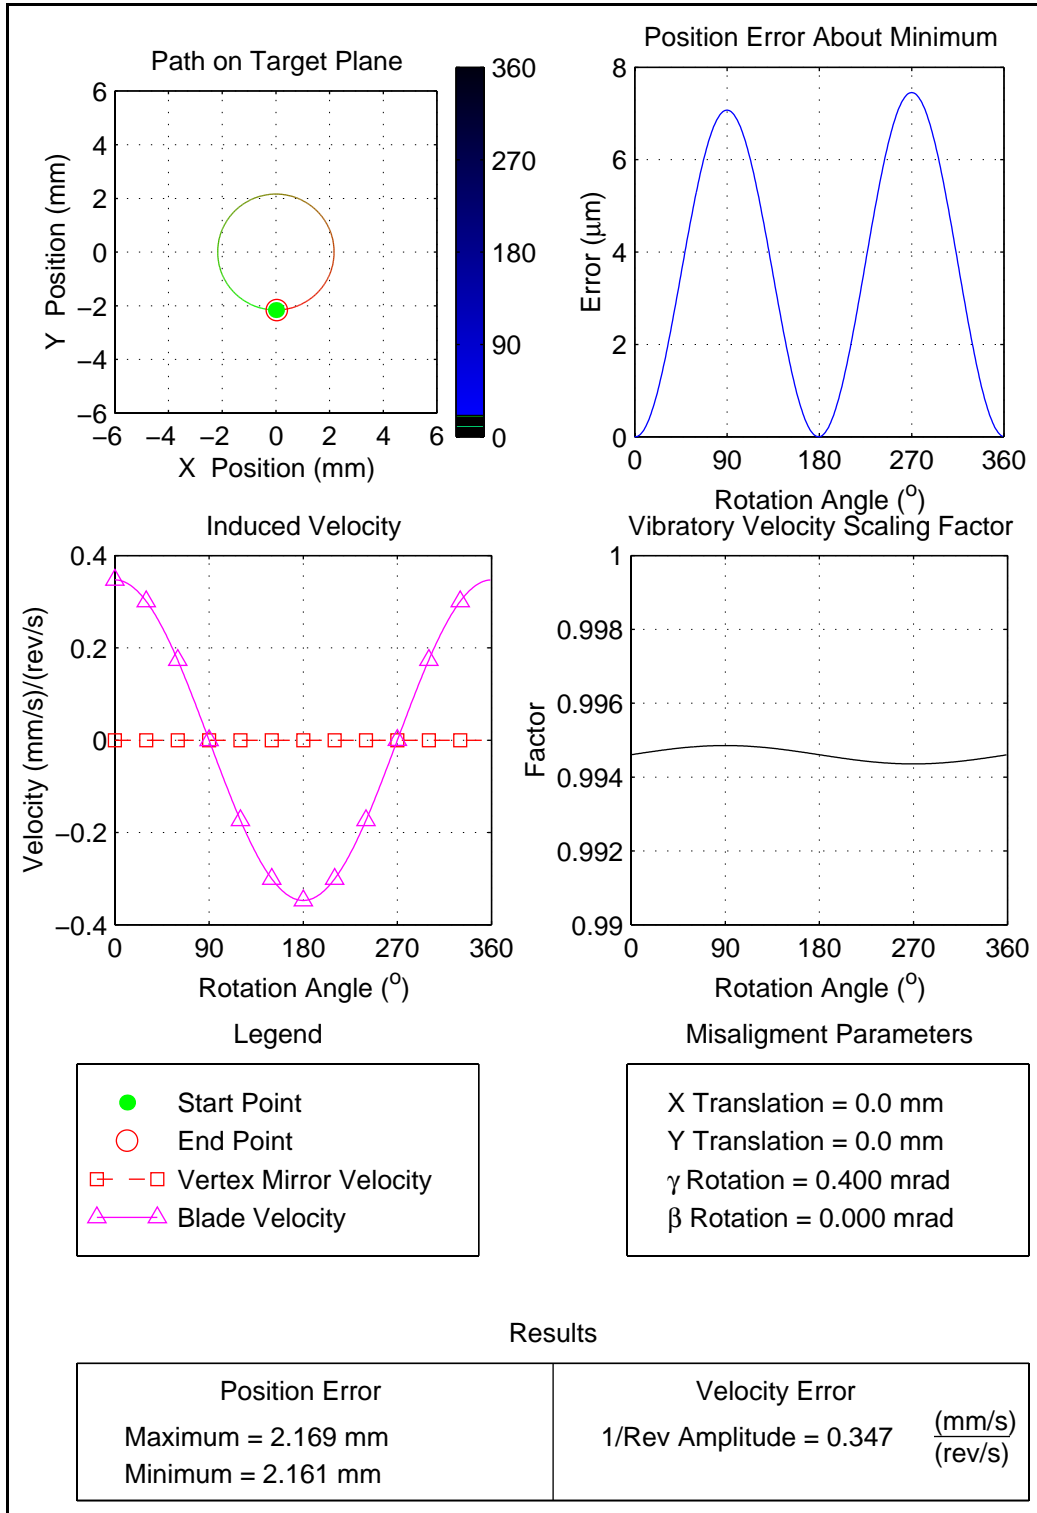 Path on Target Plane
6
4
2
0
−2
−4
−6
−6 −4 −2 0 2 4 6
X Position (mm)
Y Position (mm)
360
270
180
90
0
Position Error About Minimum
8
6
4
2
0
0 90 180 270 360
Error (μm)
Rotation Angle (o)
Induced Velocity
0.4
0.2
0
−0.2
−0.4
0 90 180 270 360
Velocity (mm/s)/(rev/s)
Rotation Angle (o)
Vibratory Velocity Scaling Factor
1
0.998
0.996
0.994
0.992
0.99
0 90 180 270 360
Factor
Rotation Angle (o)
Legend
Start Point
End Point
Vertex Mirror Velocity
Blade Velocity
Misaligment Parameters
X Translation = 0.0 mm
Y Translation = 0.0 mm
γ Rotation = 0.400 mrad
β Rotation = 0.000 mrad
Results
Position Error
Maximum = 2.169 mm
Minimum = 2.161 mm
Velocity Error
1/Rev Amplitude = 0.347 (mm/s)
(rev/s)